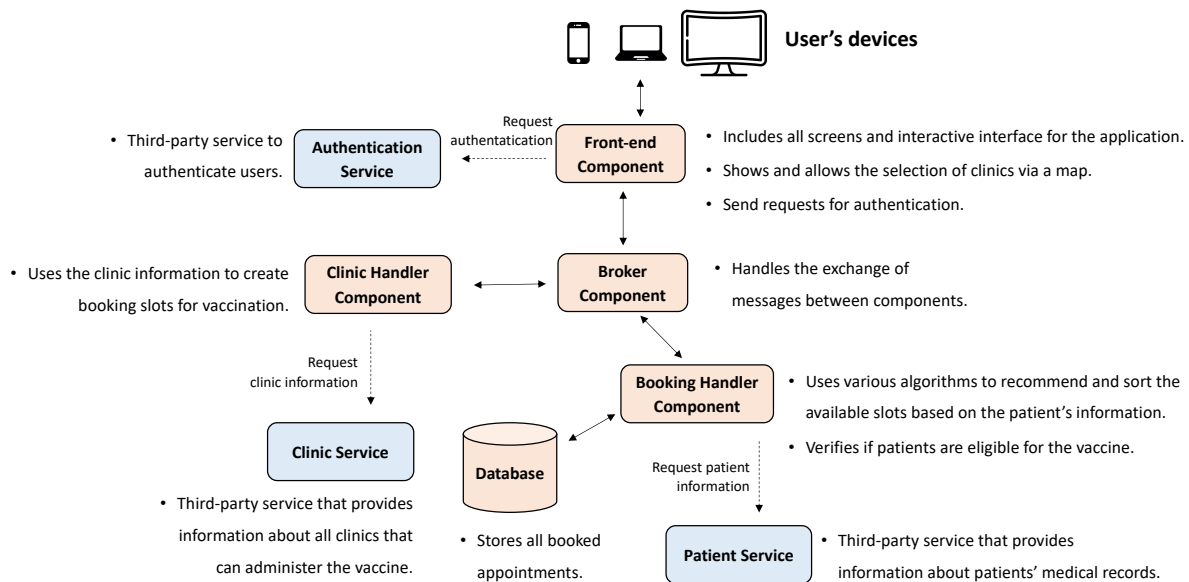 User's devices
Request
authentatication
• Third-party service to
authenticate users.
Authentication
Service
Front-end
Component
• Includes all screens and interactive interface for the application.
• Shows and allows the selection of clinics via a map.
• Send requests for authentication.
• Uses the clinic information to create
booking slots for vaccination.
Clinic Handler
Component
Broker
Component
• Handles the exchange of
messages between components.
Request
clinic information
Booking Handler
Component
• Uses various algorithms to recommend and sort the
available slots based on the patient's information.
• Verifies if patients are eligible for the vaccine.
Clinic Service
Database
Request patient
information
• Third-party service that provides
information about all clinics that
can administer the vaccine.
• Stores all booked
appointments.
Patient Service
• Third-party service that provides
information about patients' medical records.